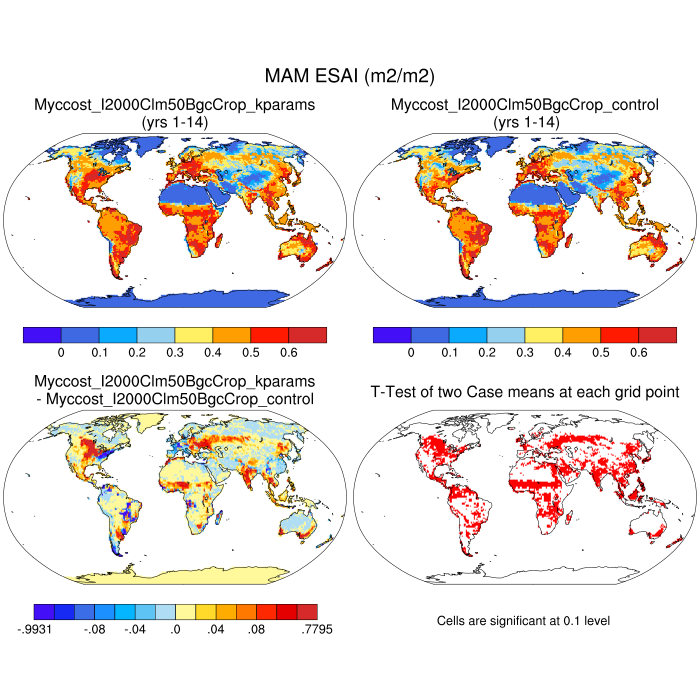 MAM ESAI (m2/m2)
Myccost_I2000Clm50BgcCrop_kparams
(yrs 1-14)
Myccost_I2000Clm50BgcCrop_control
(yrs 1-14)
0 0.1 0.2 0.3 0.4 0.5 0.6
0 0.1 0.2 0.3 0.4 0.5 0.6
Myccost_I2000Clm50BgcCrop_kparams
- Myccost_I2000Clm50BgcCrop_control
T-Test of two Case means at each grid point
-.9931 -.08 -.04 .0 .04 .08 .7795
Cells are significant at 0.1 level